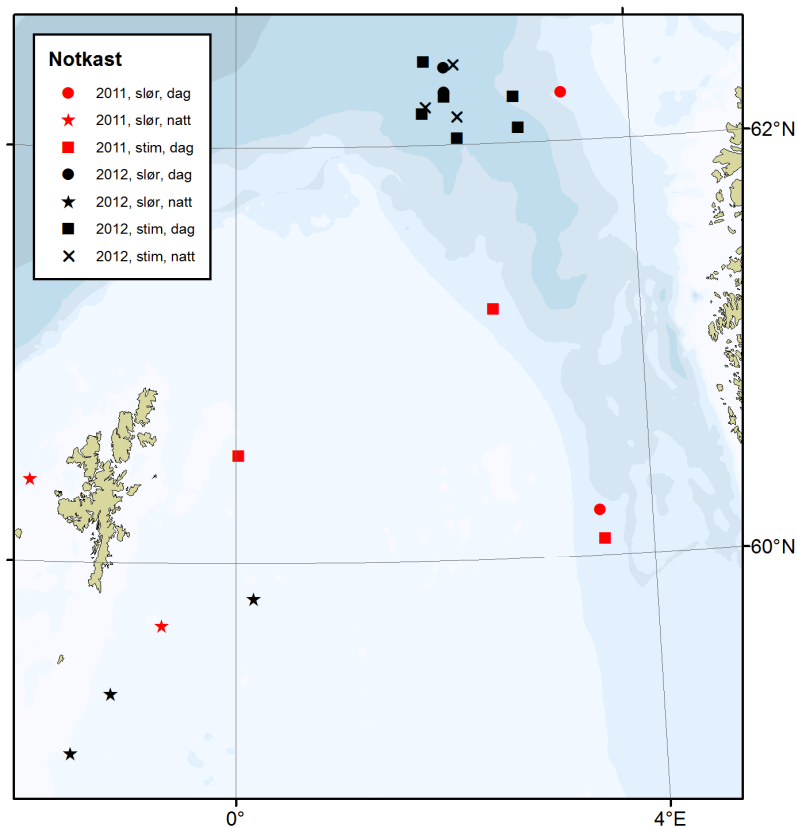 Notkast
2011, slør, dag
2011, slør, natt
2011, stim, dag
2012, slør, dag
2012, slør, natt
2012, stim, dag
2012, stim, natt
62°N
60°N
0°
4°E